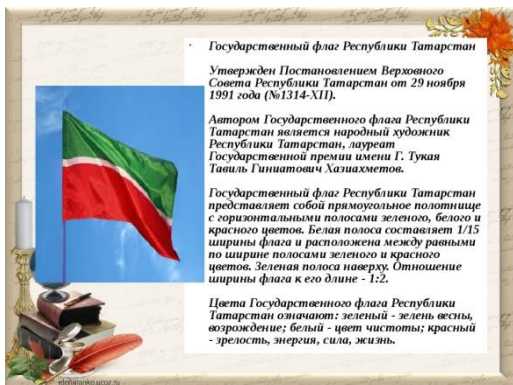 Государственный флаг Республики Татарстан
Утвержден Постановлением Верховного
Совета Республики Татарстан от 29 ноября
1991 года (№1314-XII).
Автором Государственного флага Республики
Татарстан является народный художник
Республики Татарстан, лауреат
Государственной премии имени Г. Тукая
Тавиль Гиниатович Хазиахметов.
Государственный флаг Республики Татарстан
представляет собой прямоугольное полотнище
с горизонтальными полосами зеленого, белого и
красного цветов. Белая полоса составляет 1/15
ширины флага и расположена между равными
по ширине полосами зеленого и красного
цветов. Зеленая полоса наверху. Отношение
ширины флага к его длине - 1:2.
Цвета Государственного флага Республики
Татарстан означают: зеленый - зелень весны,
возрождение; белый - цвет чистоты; красный
- зрелость, энергия, сила, жизнь.
elenaranko.ucoz.ru